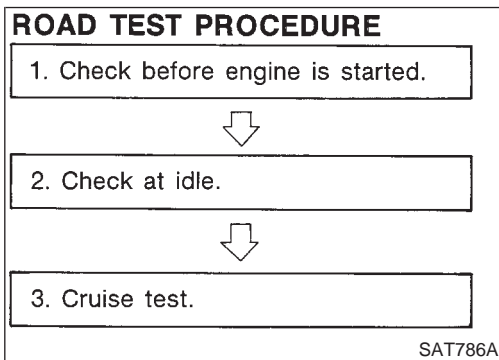 ROAD TEST PROCEDURE
1. Check before engine is started.
2. Check at idle.
3. Cruise test.
SAT786A